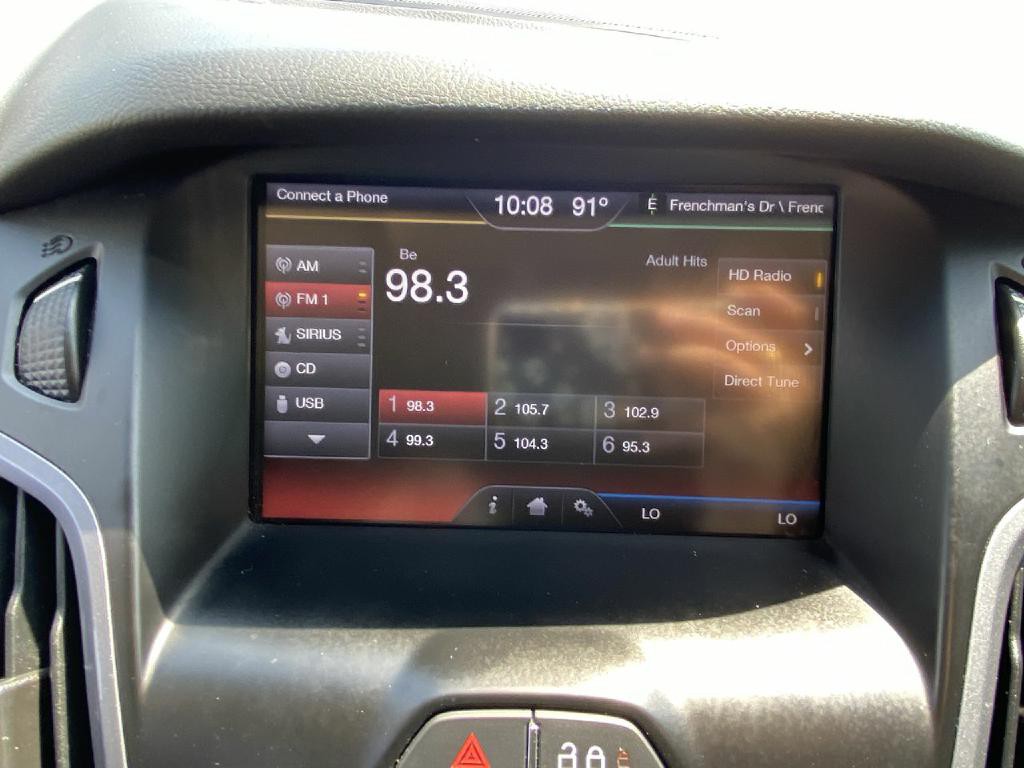 Connect a Phone
10:08 91°
E Frenchman's Dr \ Frenc
AM
FM 1
SIRIUS
CD
USB
Be
98.3
Adult Hits
HD Radio
Scan
Options
Direct Tune
1 98.3
2 105.7
3 102.9
4 99.3
5 104.3
6 95.3
i
LO
LO